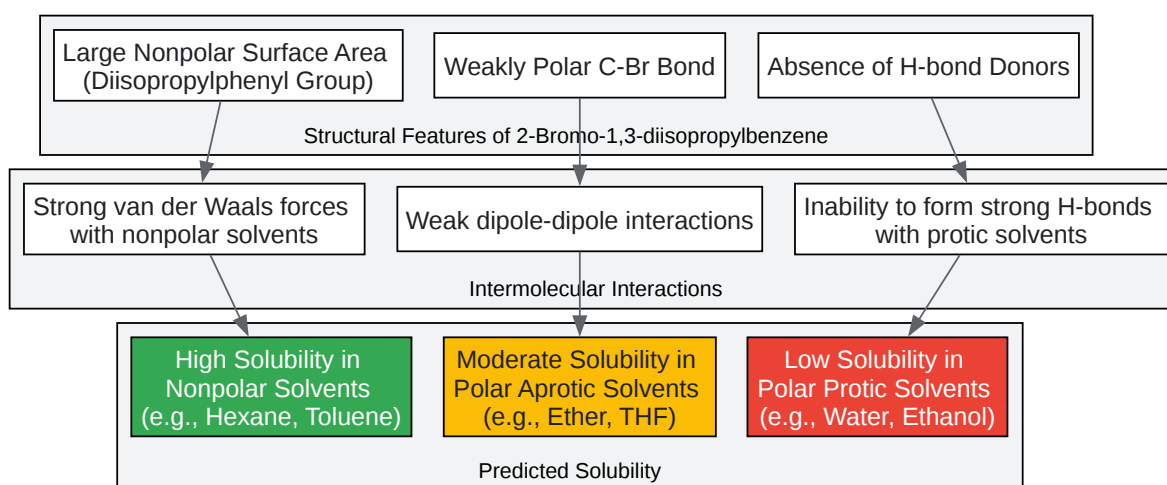 Large Nonpolar Surface Area
(Diisopropylphenyl Group)
Weakly Polar C-Br Bond
Absence of H-bond Donors
Structural Features of 2-Bromo-1,3-diisopropylbenzene
Strong van der Waals forces
with nonpolar solvents
Weak dipole-dipole interactions
Inability to form strong H-bonds
with protic solvents
Intermolecular Interactions
High Solubility in
Nonpolar Solvents
(e.g., Hexane, Toluene)
Moderate Solubility in
Polar Aprotic Solvents
(e.g., Ether, THF)
Low Solubility in
Polar Protic Solvents
(e.g., Water, Ethanol)
Predicted Solubility